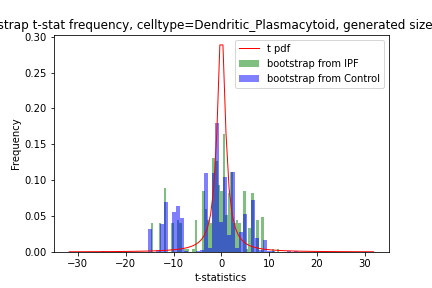 strap t-stat frequency, celltype=Dendritic_Plasmacytoid, generated size
t pdf
bootstrap from IPF
bootstrap from Control
0.30
0.25
0.20
0.15
0.10
0.05
0.00
Frequency
−30
−20
−10
0
10
20
30
t-statistics